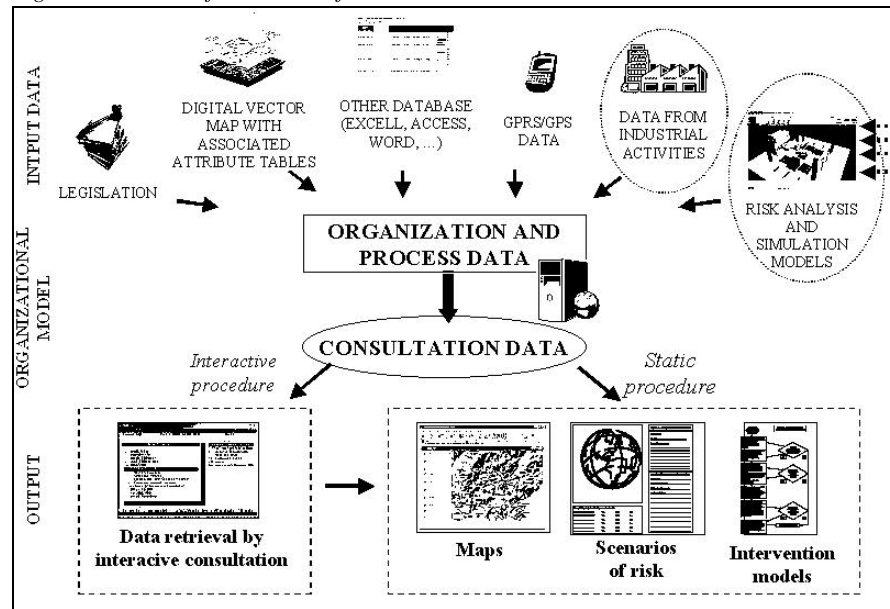 INTPUT DATA
LEGISLATION
DIGITAL VECTOR
MAP WITH
ASSOCIATED
ATTRIBUTE TABLES
OTHER DATABASE
(EXCELL, ACCESS,
WORD, ...)
GPRS/GPS
DATA
DATA FROM
INDUSTRIAL
ACTIVITIES
RISK ANALYSIS
AND
SIMULATION
MODELS
ORGANIZATIONAL
MODEL
ORGANIZATION AND
PROCESS DATA
CONSULTATION DATA
Interactive
procedure
Static
procedure
OUTPUT
Data retrieval by
interacive consultation
Maps
Scenarios
of risk
Intervention
models